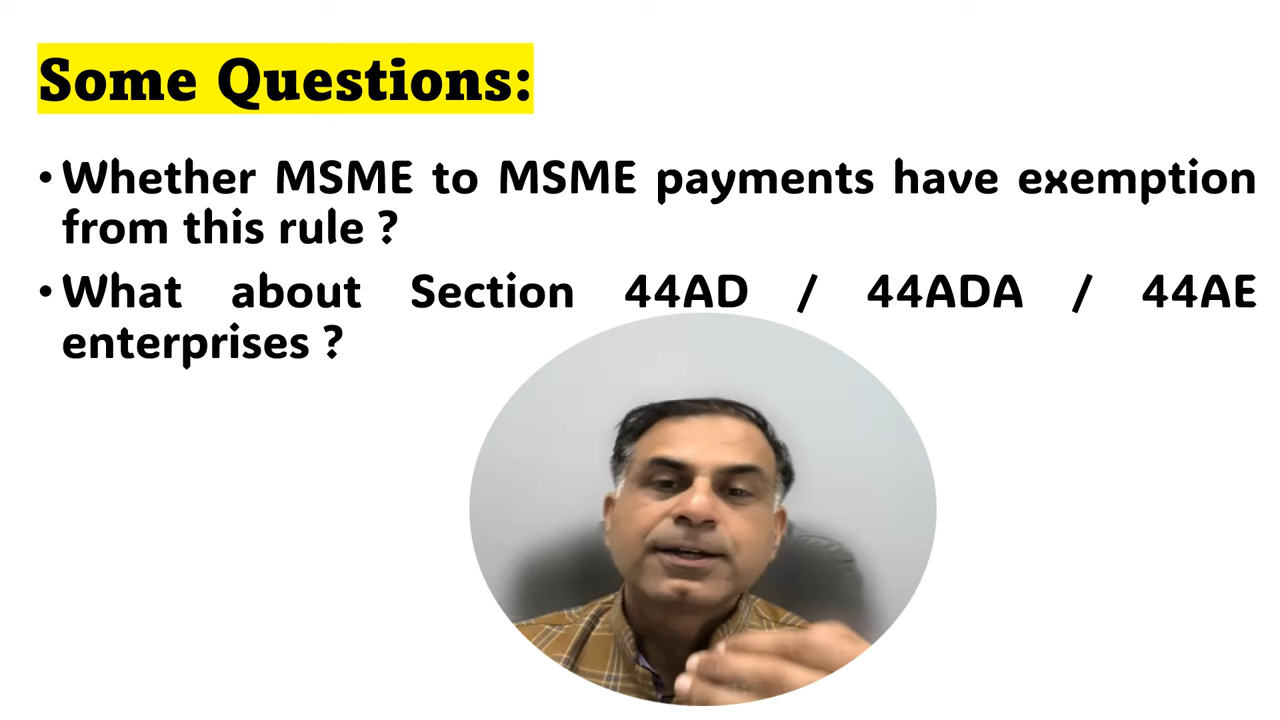 Some Questions:
• Whether MSME to MSME payments have exemption
from this rule ?
• What about Section 44AD / 44ADA / 44AE
enterprises ?